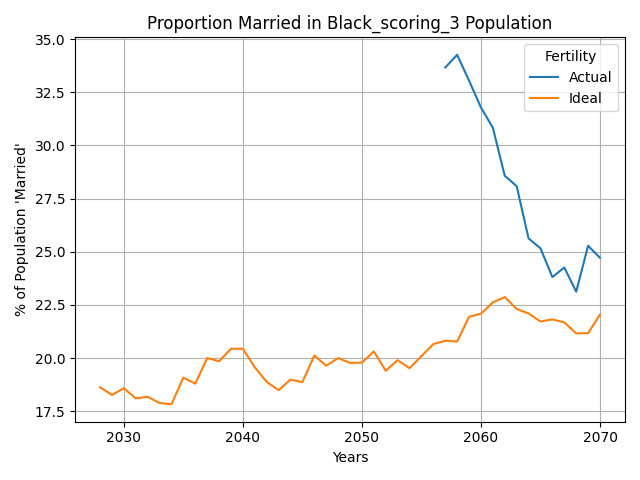 Proportion Married in Black_scoring_3 Population
35.0
32.5
30.0
27.5
25.0
22.5
20.0
17.5
% of Population 'Married'
Fertility
Actual
Ideal
2030
2040
2050
2060
2070
Years